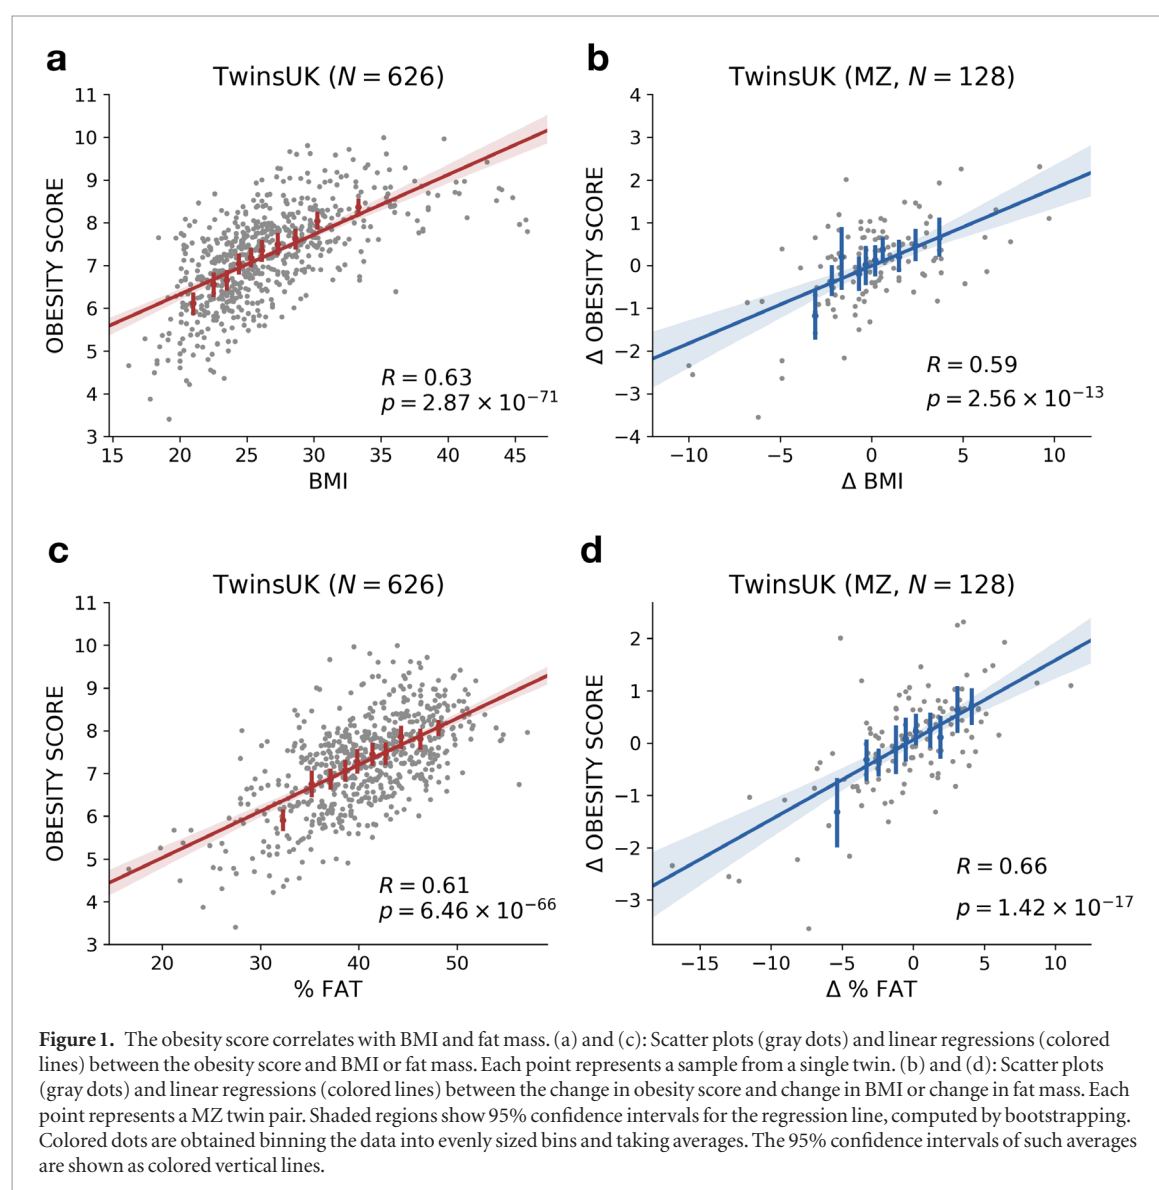 a
TwinsUK (N = 626)
11
10
9
8
7
6
5
4
3
OBESITY SCORE
R = 0.63
p = 2.87 × 10⁻⁷¹
15 20 25 30 35 40 45
BMI
b
TwinsUK (MZ, N = 128)
4
3
2
1
0
−1
−2
−3
−4
Δ OBESITY SCORE
R = 0.59
p = 2.56 × 10⁻¹³
−10 −5 0 5 10
Δ BMI
c
TwinsUK (N = 626)
11
10
9
8
7
6
5
4
3
OBESITY SCORE
R = 0.61
p = 6.46 × 10⁻⁶⁶
20 30 40 50
% FAT
d
TwinsUK (MZ, N = 128)
2
1
0
−1
−2
−3
Δ OBESITY SCORE
R = 0.66
p = 1.42 × 10⁻¹⁷
−15 −10 −5 0 5 10
Δ % FAT
Figure 1. The obesity score correlates with BMI and fat mass. (a) and (c): Scatter plots (gray dots) and linear regressions (colored
lines) between the obesity score and BMI or fat mass. Each point represents a sample from a single twin. (b) and (d): Scatter plots
(gray dots) and linear regressions (colored lines) between the change in obesity score and change in BMI or change in fat mass. Each
point represents a MZ twin pair. Shaded regions show 95% confidence intervals for the regression line, computed by bootstrapping.
Colored dots are obtained binning the data into evenly sized bins and taking averages. The 95% confidence intervals of such averages
are shown as colored vertical lines.